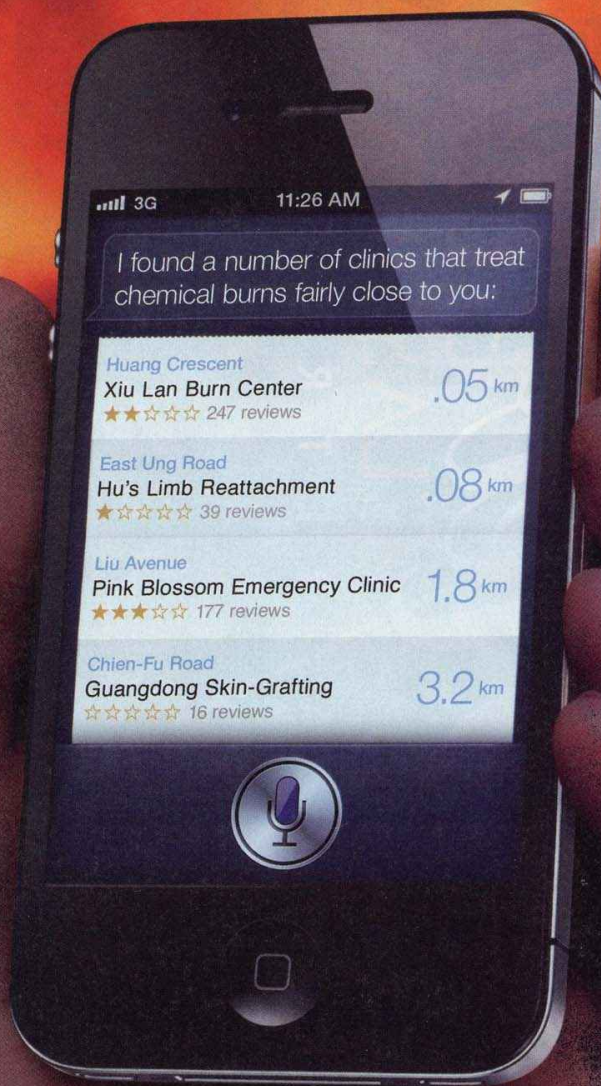 3G 11:26 AM
I found a number of clinics that treat
chemical burns fairly close to you:
Huang Crescent
Xiu Lan Burn Center .05 km
247 reviews
East Ung Road
Hu's Limb Reattachment .08 km
39 reviews
Liu Avenue
Pink Blossom Emergency Clinic 1.8 km
177 reviews
Chien-Fu Road
Guangdong Skin-Grafting 3.2 km
16 reviews